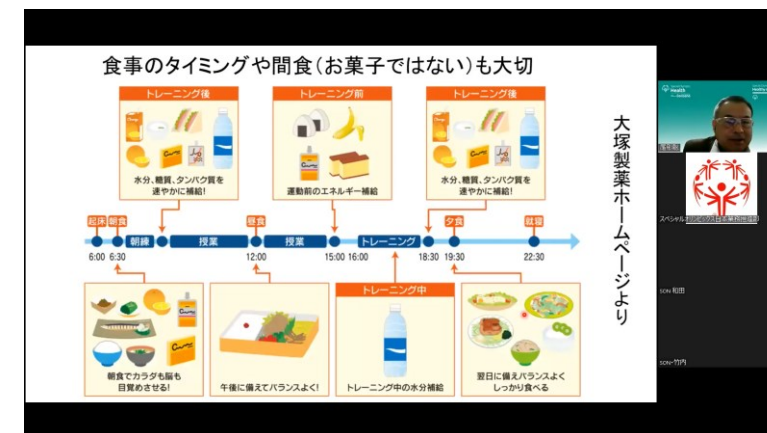 食事のタイミングや間食(お菓子ではない)も大切
トレーニング後
水分、糖質、タンパク質を
速やかに補給!
トレーニング前
運動前のエネルギー補給
トレーニング後
水分、糖質、タンパク質を
速やかに補給!
起床
朝食
朝練
授業
昼食
授業
トレーニング
夕食
就寝
6:00
6:30
12:00
15:00
16:00
18:30
19:30
22:30
朝食でカラダも脳も
目覚めさせる!
午後に備えてバランスよく!
トレーニング中
トレーニング中の水分補給
翌日に備えバランスよく
しっかり食べる
大塚製薬ホームページより
Health
スペシャルオリンピックス日本
SON 和田
SON-竹内